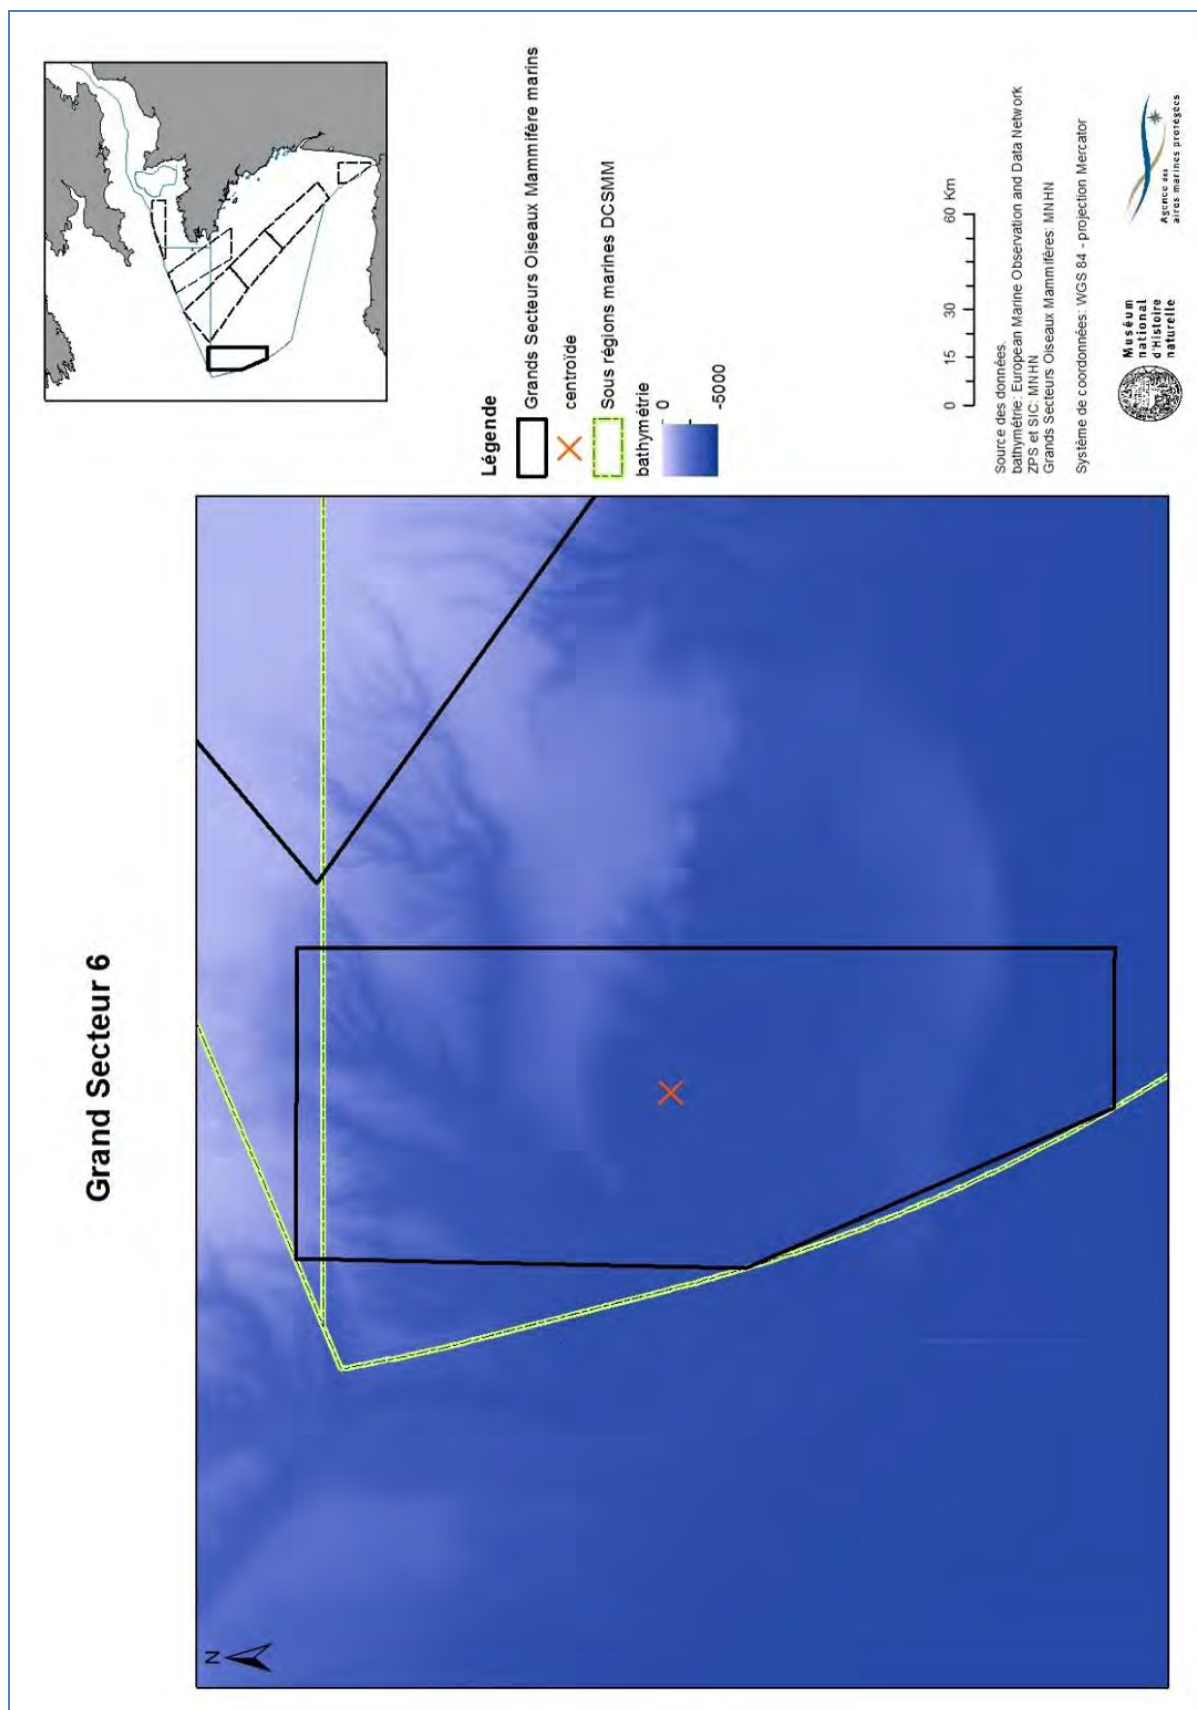 Grand Secteur 6
N
Légende
Grands Secteurs Oiseaux Mammifère marins
centroïde
Sous régions marines DCSMM
bathymétrie
0
-5000
0 15 30 60 Km
Source des données:
bathymétrie: European Marine Observation and Data Network
ZPS et SIC: MNHN
Grands Secteurs Oiseaux Mammifères: MNHN
Système de coordonnées: WGS 84 - projection Mercator
Muséum
national
d'Histoire
naturelle
Agence des
aires marines protégées